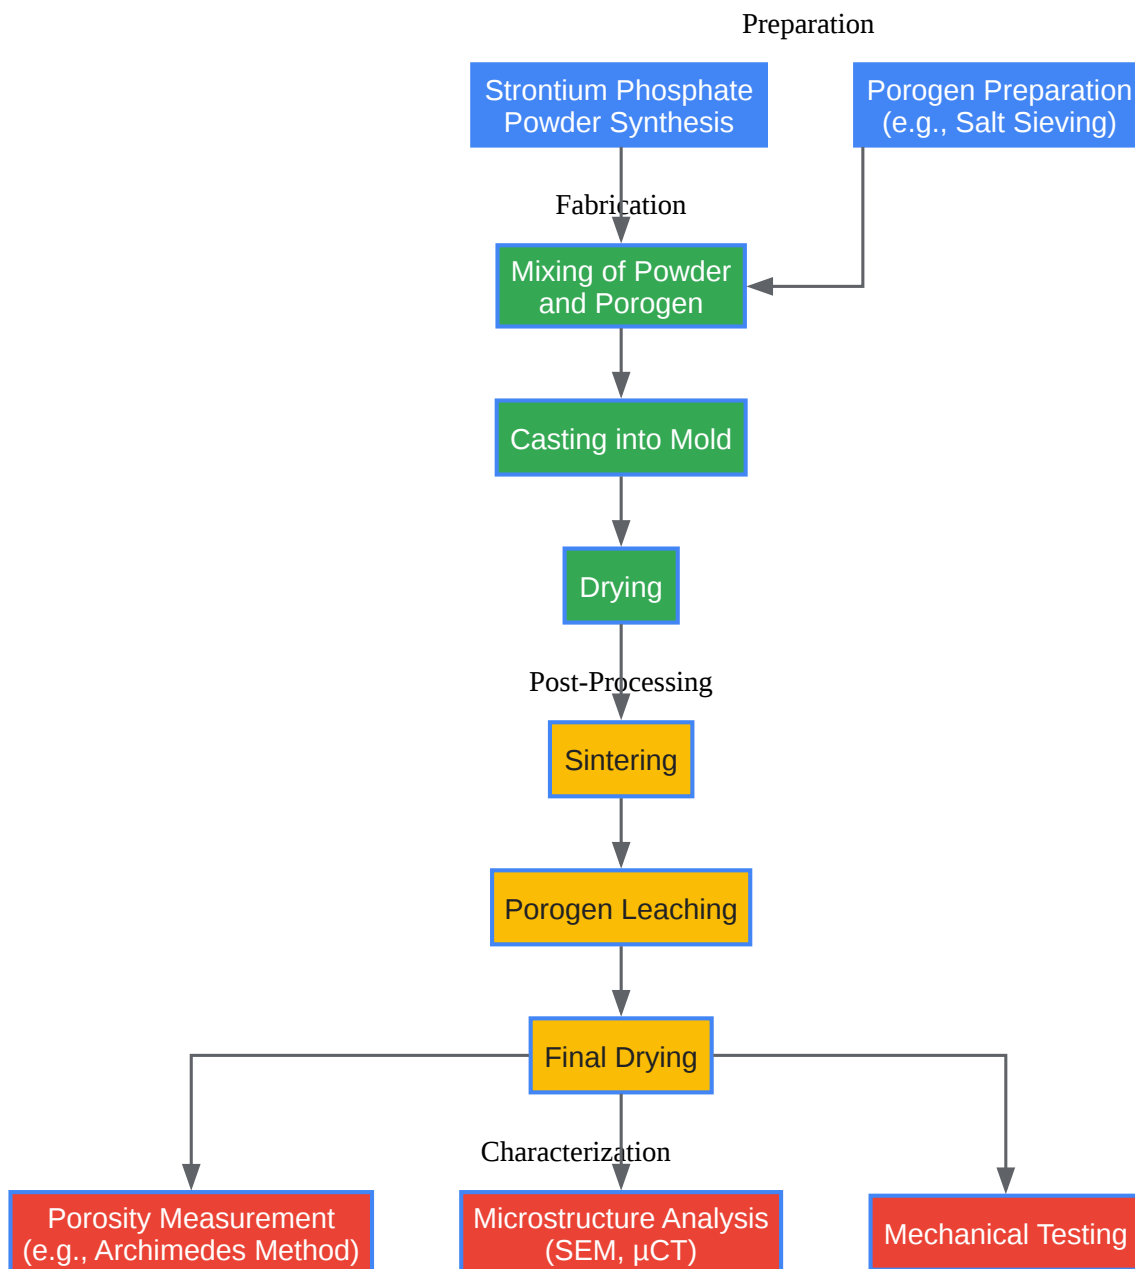 Preparation
Strontium Phosphate
Powder Synthesis
Porogen Preparation
(e.g., Salt Sieving)
Fabrication
Mixing of Powder
and Porogen
Casting into Mold
Drying
Post-Processing
Sintering
Porogen Leaching
Final Drying
Characterization
Porosity Measurement
(e.g., Archimedes Method)
Microstructure Analysis
(SEM, µCT)
Mechanical Testing